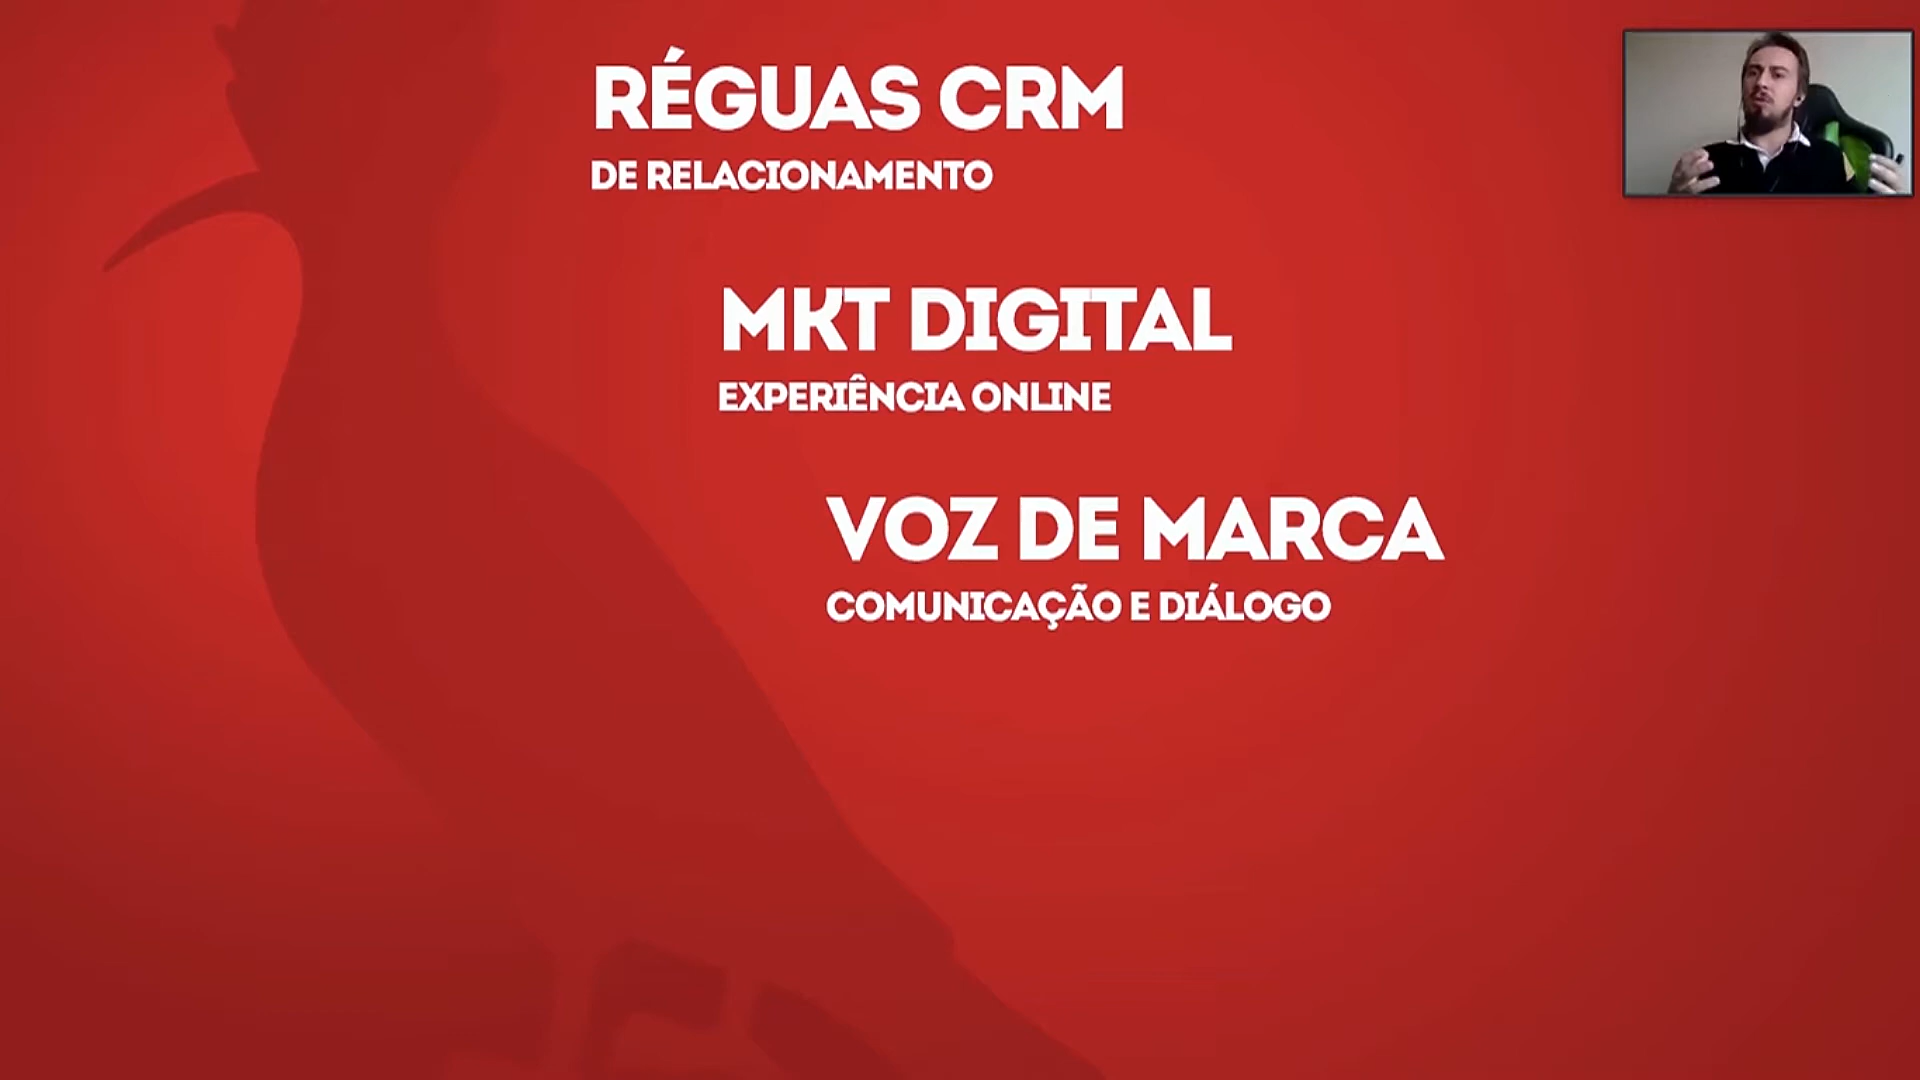 RÉGUAS CRM
DE RELACIONAMENTO
MKT DIGITAL
EXPERIÊNCIA ONLINE
VOZ DE MARCA
COMUNICAÇÃO E DIÁLOGO